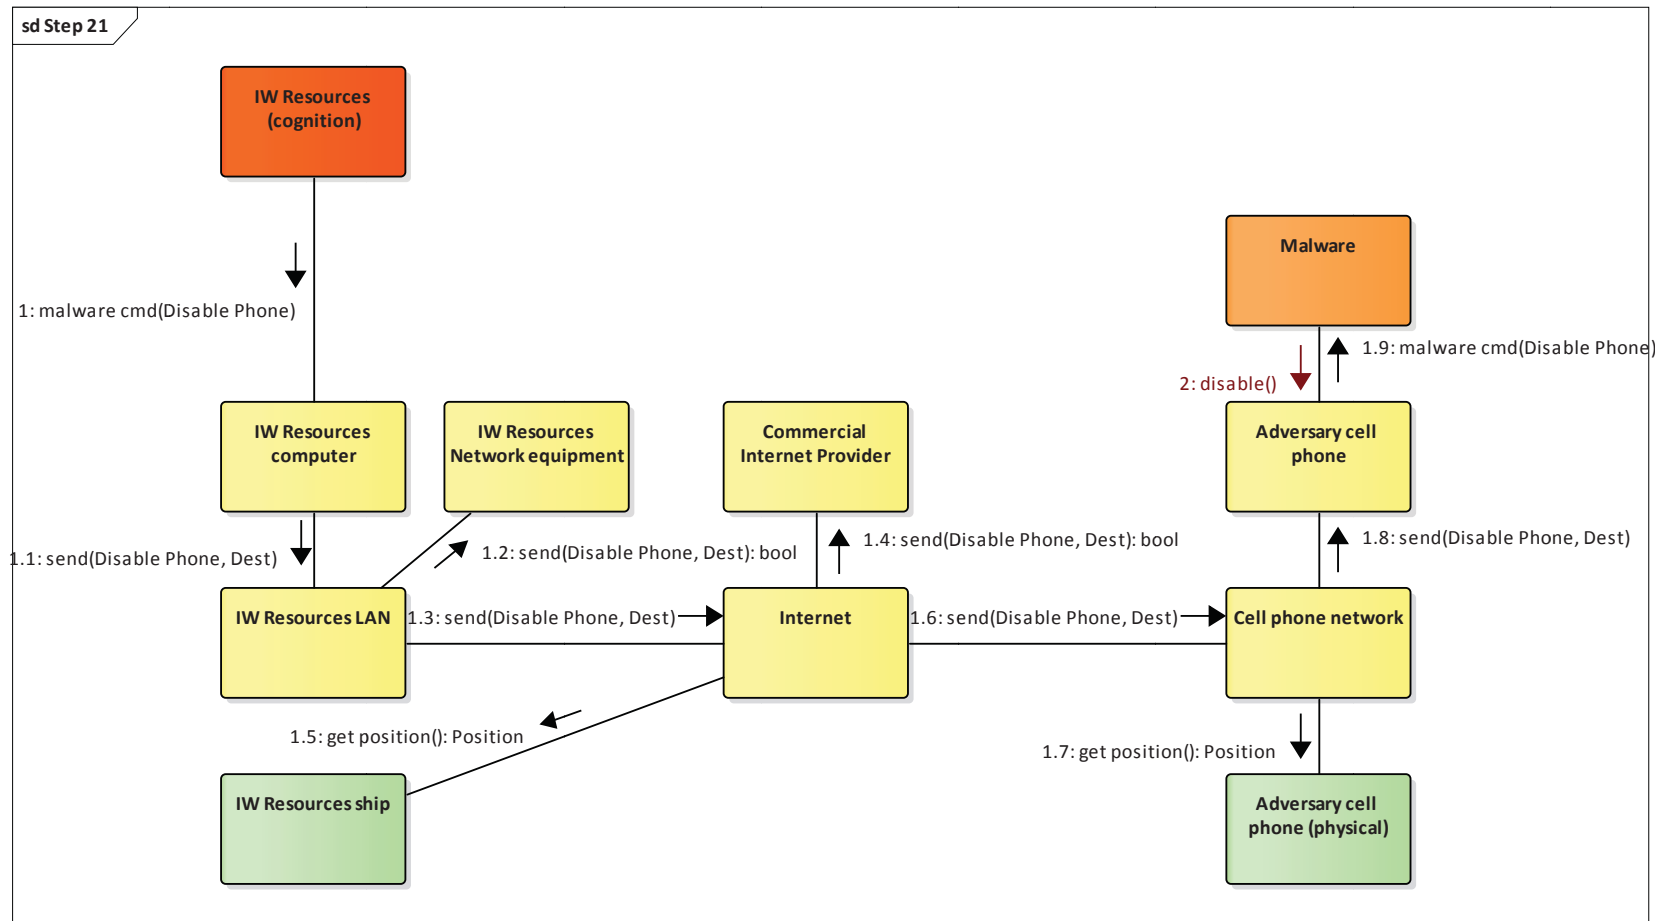 sd Step 21
IW Resources
(cognition)
Malware
1: malware cmd(Disable Phone)
1.9: malware cmd(Disable Phone)
2: disable()
IW Resources
computer
IW Resources
Network equipment
Commercial
Internet Provider
Adversary cell
phone
1.1: send(Disable Phone, Dest)
1.2: send(Disable Phone, Dest): bool
1.4: send(Disable Phone, Dest): bool
1.8: send(Disable Phone, Dest)
IW Resources LAN
1.3: send(Disable Phone, Dest)
Internet
1.6: send(Disable Phone, Dest)
Cell phone network
1.5: get position(): Position
1.7: get position(): Position
IW Resources ship
Adversary cell
phone (physical)